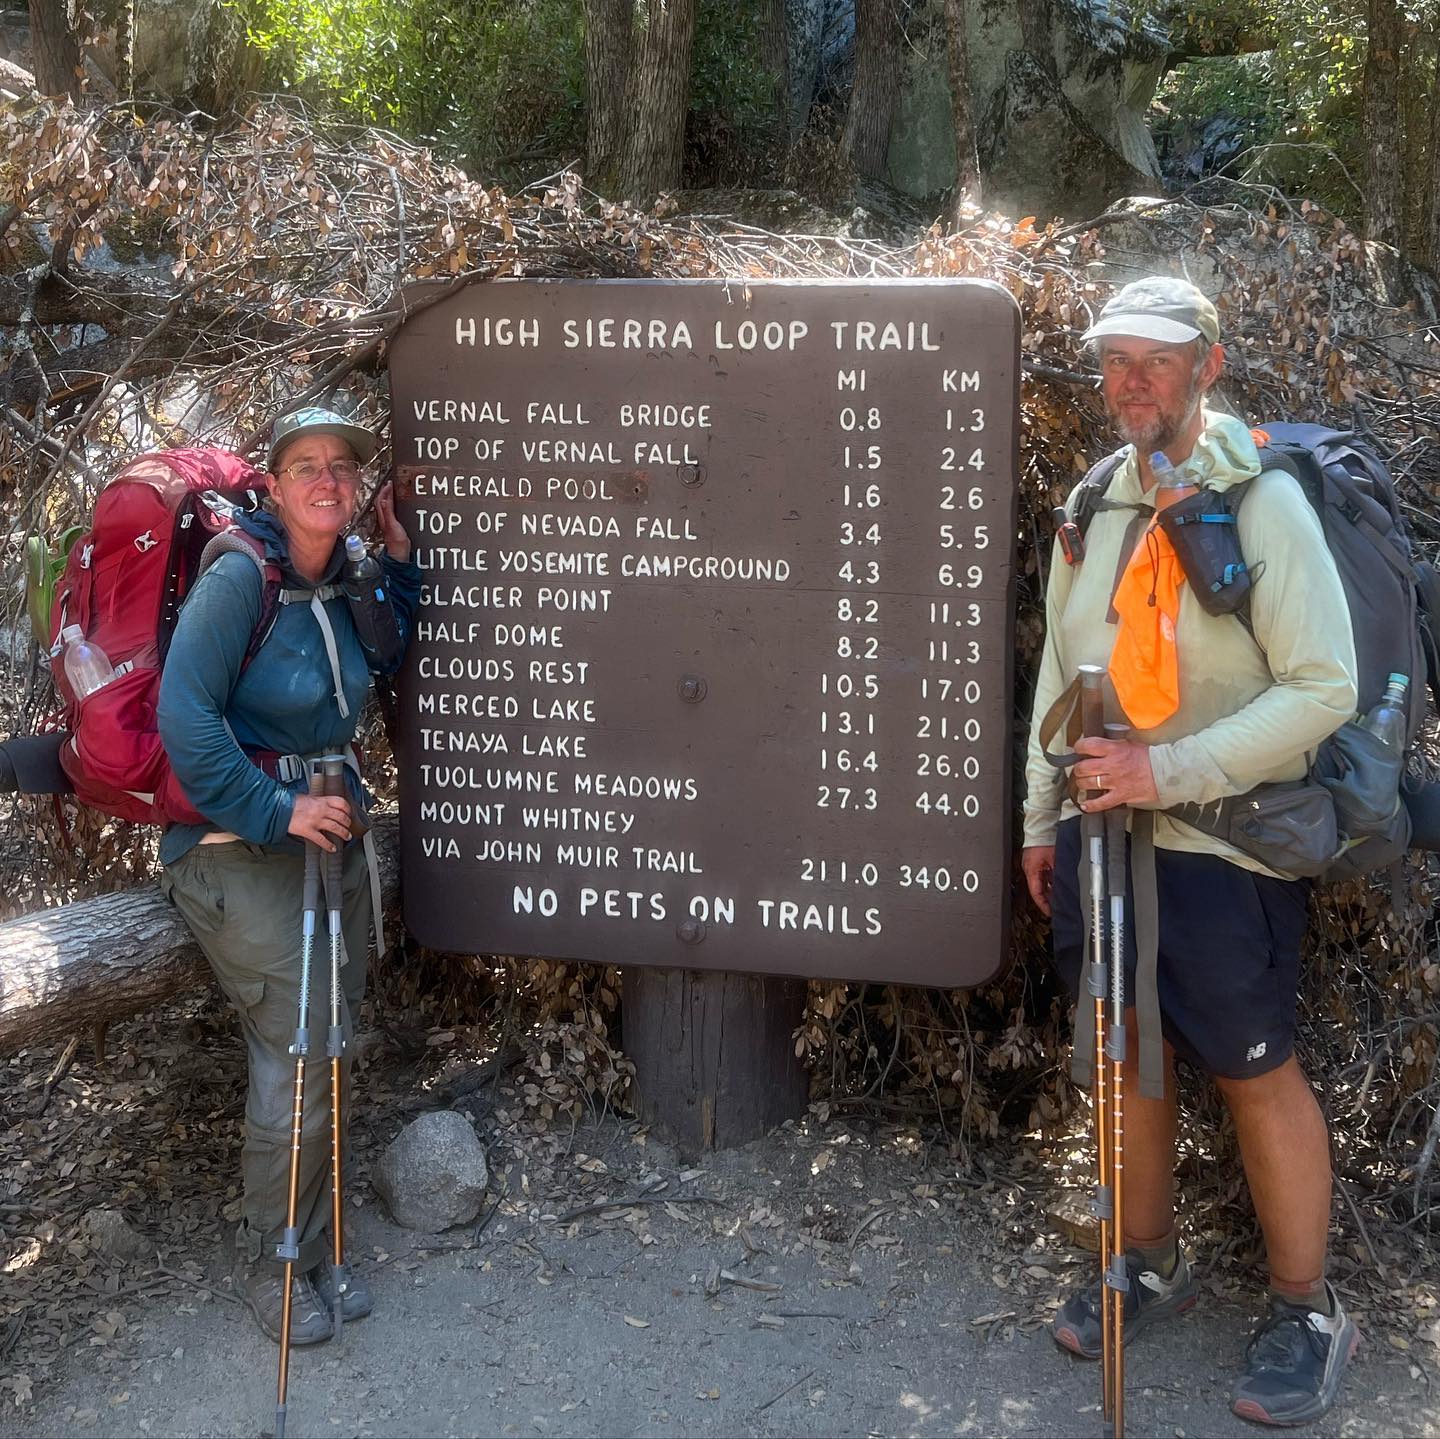 HIGH SIERRA LOOP TRAIL
MI KM
VERNAL FALL BRIDGE 0.8 1.3
TOP OF VERNAL FALL 1.5 2.4
EMERALD POOL 1.6 2.6
TOP OF NEVADA FALL 3.4 5.5
LITTLE YOSEMITE CAMPGROUND 4.3 6.9
GLACIER POINT 8.2 11.3
HALF DOME 8.2 11.3
CLOUDS REST 10.5 17.0
MERCED LAKE 13.1 21.0
TENAYA LAKE 16.4 26.0
TUOLUMNE MEADOWS 27.3 44.0
MOUNT WHITNEY
VIA JOHN MUIR TRAIL 211.0 340.0
NO PETS ON TRAILS
NB